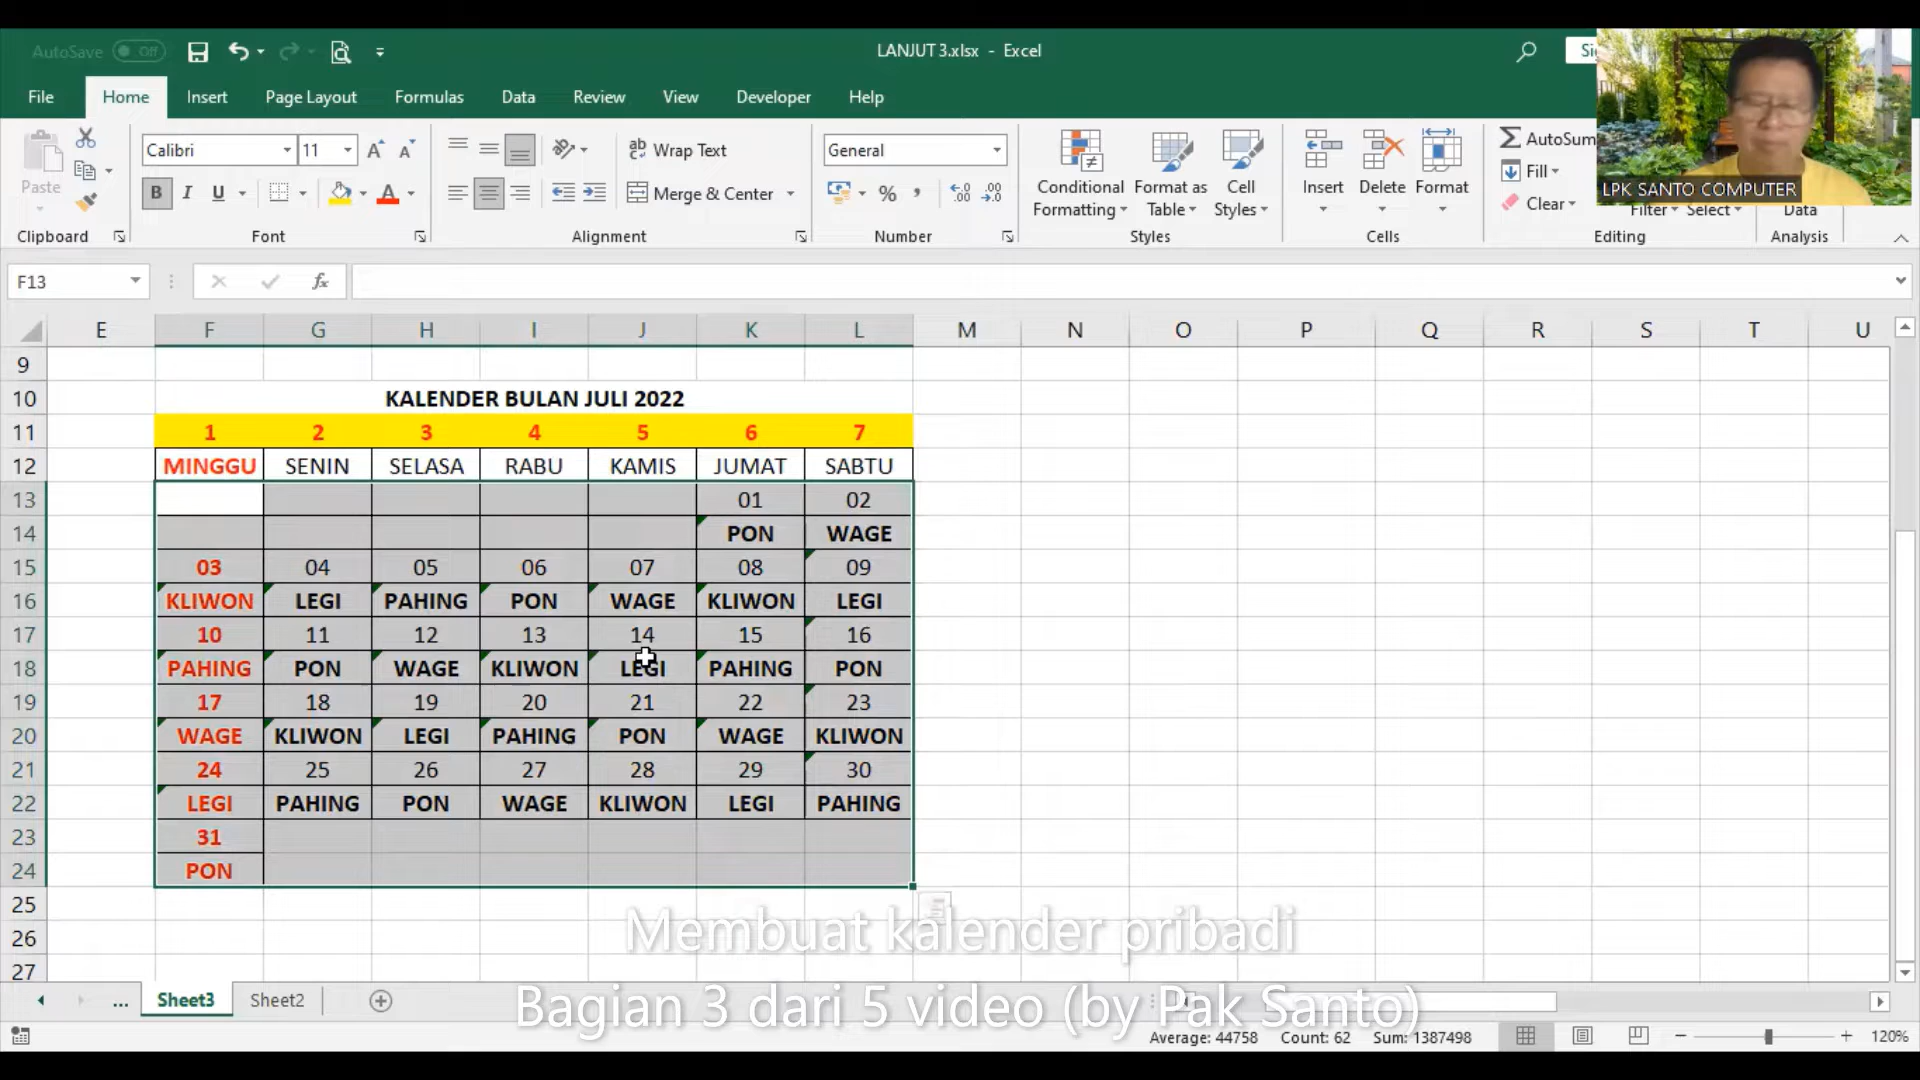 AutoSave Off LANJUT 3.xlsx - Excel
File Home Insert Page Layout Formulas Data Review View Developer Help
Paste Calibri 11 Wrap Text General Conditional Formatting Format as Table Cell Styles Insert Delete Format AutoSum
B I U A Merge & Center % Fill
Clear Filter Select Data
LPK SANTO COMPUTER
Clipboard Font Alignment Number Styles Cells Editing Analysis
F13 fx
E F G H I J K L M N O P Q R S T U
9
10 KALENDER BULAN JULI 2022
11 1 2 3 4 5 6 7
12 MINGGU SENIN SELASA RABU KAMIS JUMAT SABTU
13 01 02
14 PON WAGE
15 03 04 05 06 07 08 09
16 KLIWON LEGI PAHING PON WAGE KLIWON LEGI
17 10 11 12 13 14 15 16
18 PAHING PON WAGE KLIWON LEGI PAHING PON
19 17 18 19 20 21 22 23
20 WAGE KLIWON LEGI PAHING PON WAGE KLIWON
21 24 25 26 27 28 29 30
22 LEGI PAHING PON WAGE KLIWON LEGI PAHING
23 31
24 PON
25
26
27
Membuat kalender pribadi
... Sheet3 Sheet2
Bagian 3 dari 5 video (by Pak Santo)
Average: 44758 Count: 62 Sum: 1387498 120%